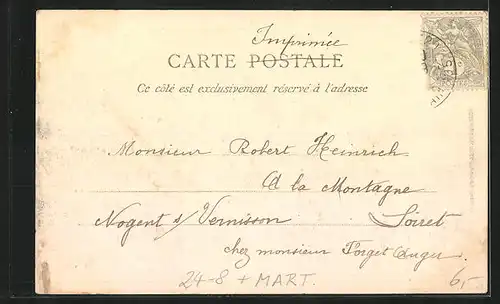 Imprimée
CARTE POSTALE
Ce côté est exclusivement réservé à l'adresse
Monsieur Robert Heinrich
A la Montagne
Nogent s/ Vernisson Loiret
chez monsieur Forget Auger
24-8 + MART. 6,-